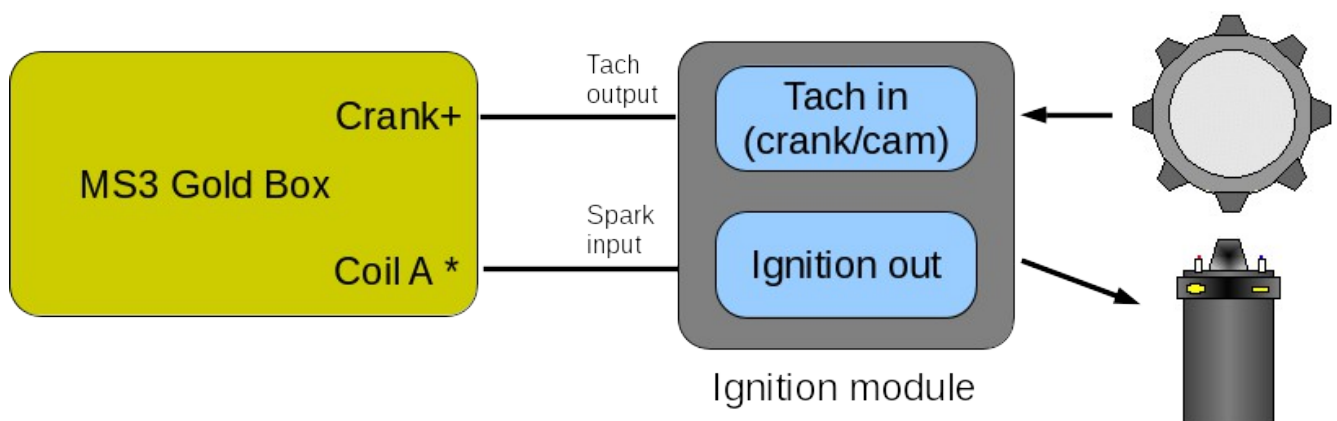 Crank+
MS3 Gold Box
Coil A *
Tach
output
Spark
input
Tach in
(crank/cam)
Ignition out
Ignition module